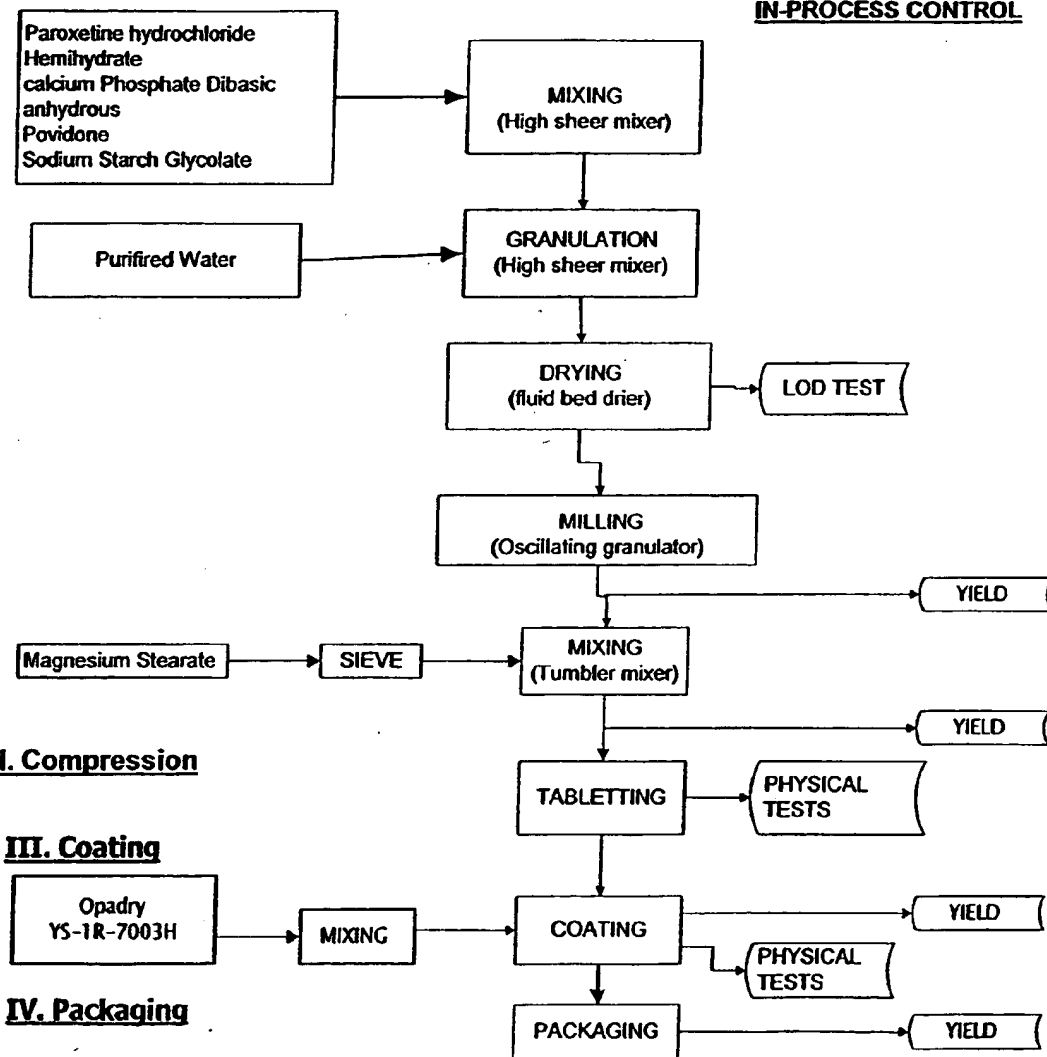 IN-PROCESS CONTROL
Paroxetine hydrochloride
Hemihydrate
calcium Phosphate Dibasic
anhydrous
Povidone
Sodium Starch Glycolate
MIXING
(High sheer mixer)
Purifired Water
GRANULATION
(High sheer mixer)
DRYING
(fluid bed drier)
LOD TEST
MILLING
(Oscillating granulator)
YIELD
Magnesium Stearate
SIEVE
MIXING
(Tumbler mixer)
YIELD
I. Compression
TABLETTING
PHYSICAL
TESTS
III. Coating
Opadry
YS-1R-7003H
MIXING
COATING
YIELD
PHYSICAL
TESTS
IV. Packaging
PACKAGING
YIELD